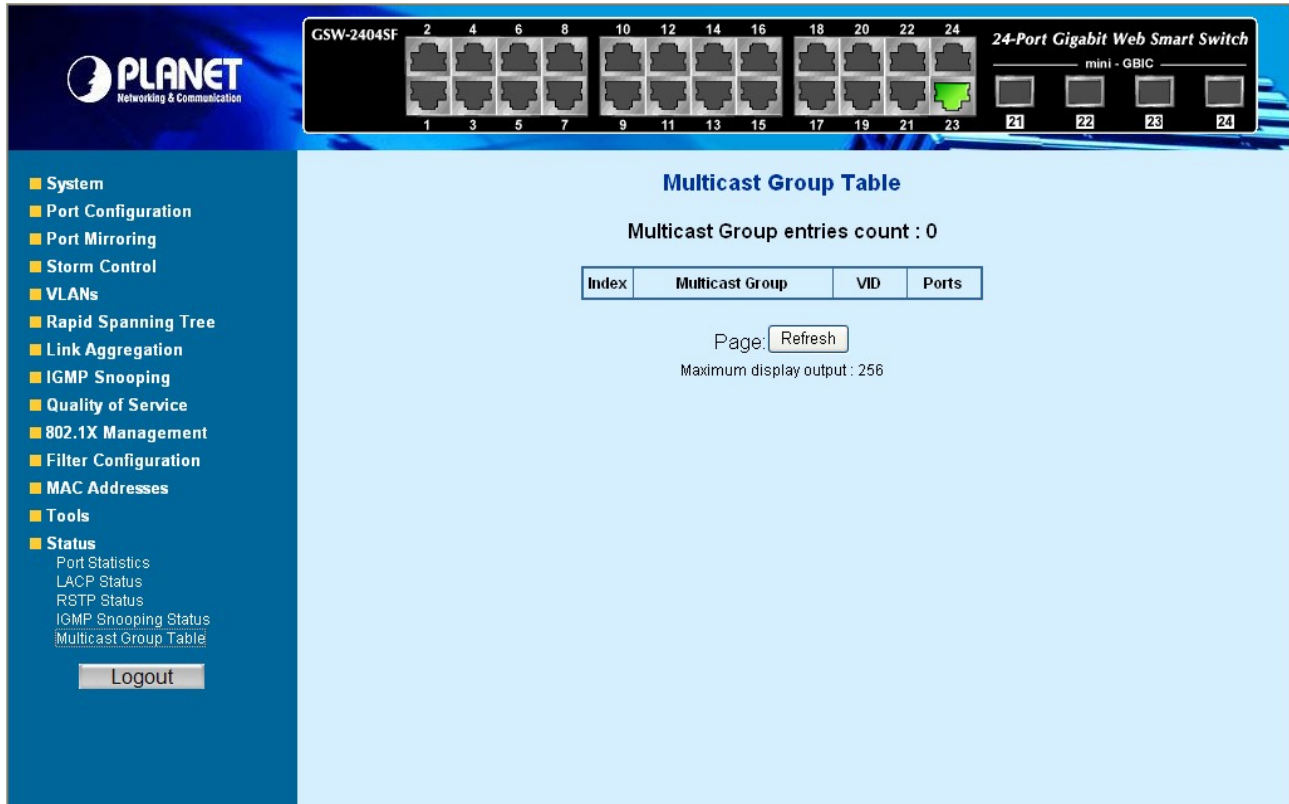 PLANET
Networking & Communication
GSW-2404SF
2 4 6 8 10 12 14 16 18 20 22 24
1 3 5 7 9 11 13 15 17 19 21 23
24-Port Gigabit Web Smart Switch
mini - GBIC
21 22 23 24
System
Port Configuration
Port Mirroring
Storm Control
VLANs
Rapid Spanning Tree
Link Aggregation
IGMP Snooping
Quality of Service
802.1X Management
Filter Configuration
MAC Addresses
Tools
Status
Port Statistics
LACP Status
RSTP Status
IGMP Snooping Status
Multicast Group Table
Logout
Multicast Group Table
Multicast Group entries count : 0
Index Multicast Group VID Ports
Page: Refresh
Maximum display output : 256